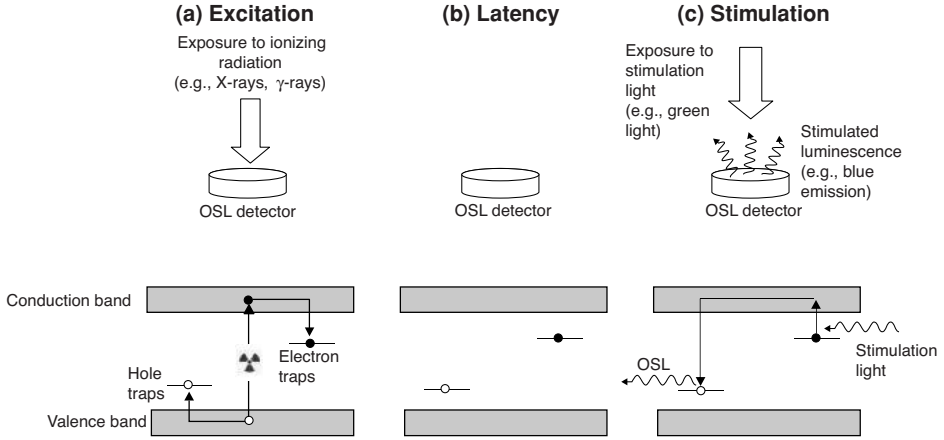 (a) Excitation
Exposure to ionizing
radiation
(e.g., X-rays, γ-rays)
OSL detector
(b) Latency
OSL detector
(c) Stimulation
Exposure to
stimulation
light
(e.g., green
light)
Stimulated
luminescence
(e.g., blue
emission)
OSL detector
Conduction band
Electron
traps
Hole
traps
Valence band
OSL
Stimulation
light